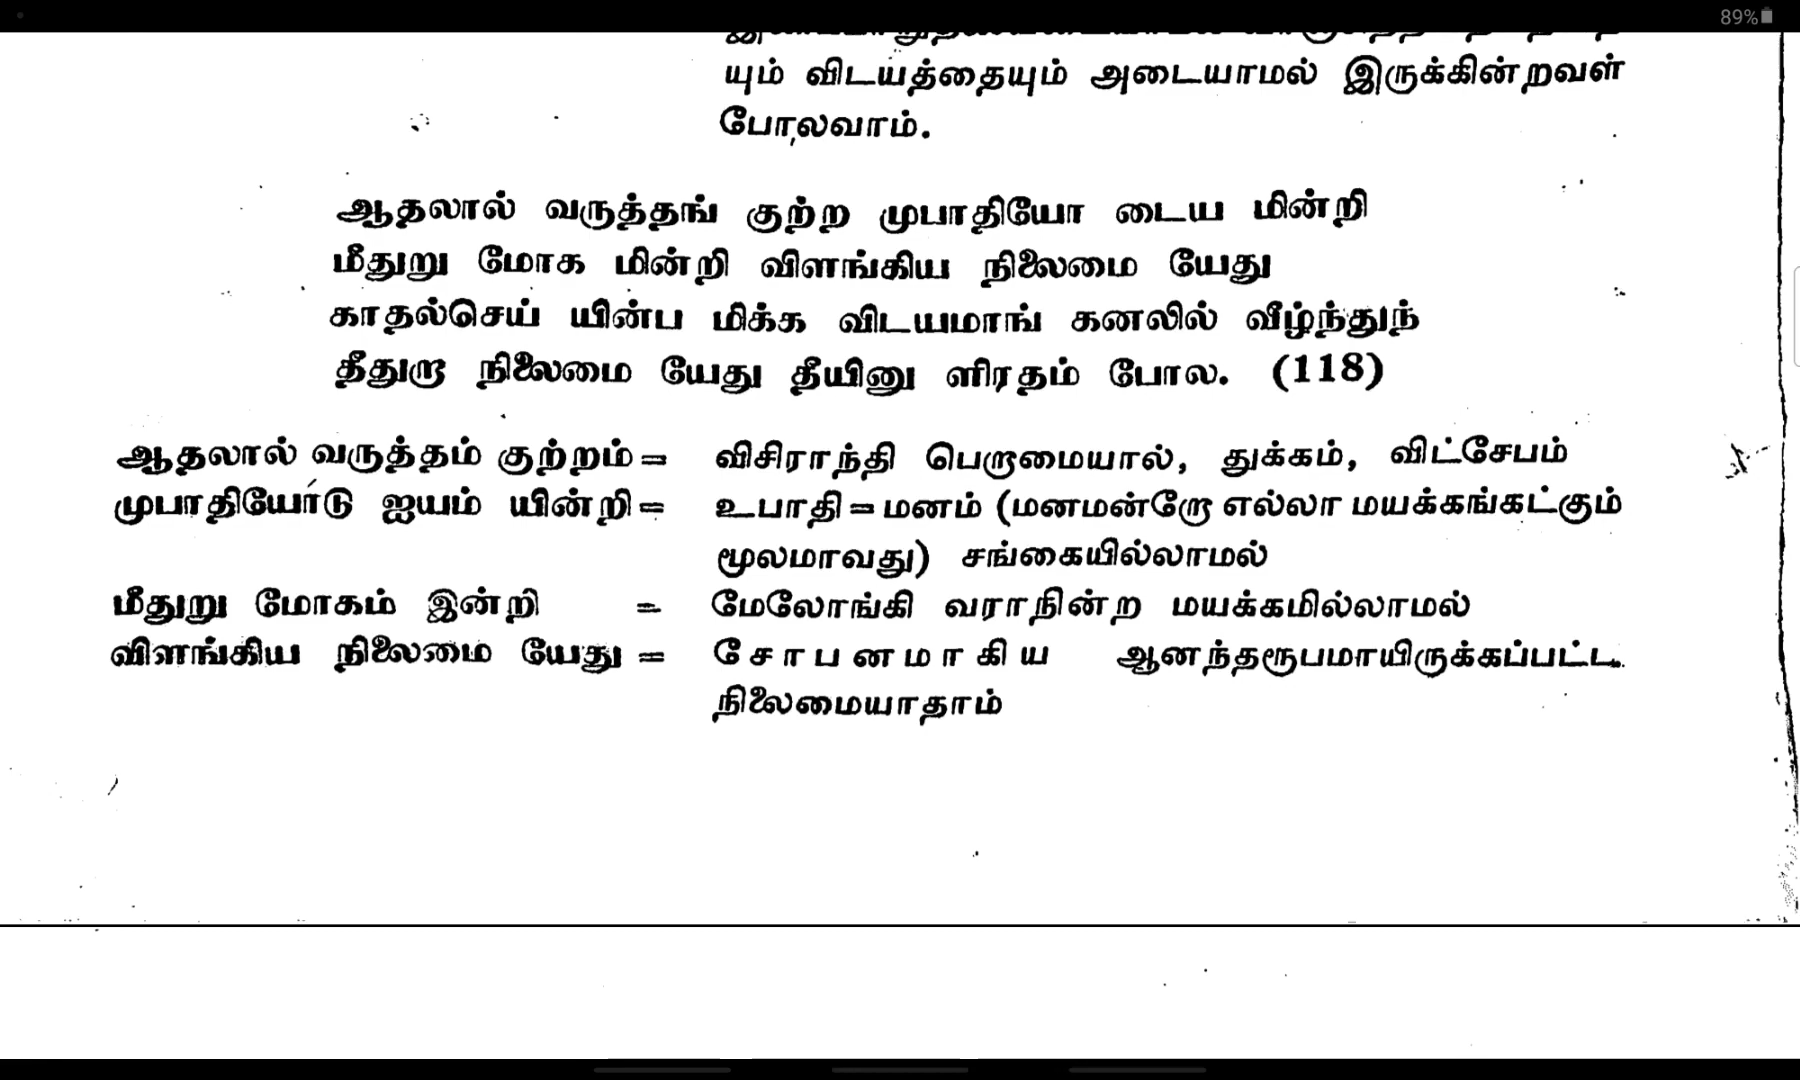 89%
யும் விடயத்தையும் அடையாமல் இருக்கின்றவள்
போலவாம்.
ஆதலால் வருத்தங் குற்ற முபாதியோ டைய மின்றி
மீதுறு மோக மின்றி விளங்கிய நிலைமை யேது
காதல்செய் யின்ப மிக்க விடயமாங் கனலில் வீழ்ந்துந்
தீதுறா நிலைமை யேது தீயினு ளிரதம் போல. (118)
ஆதலால் வருத்தம் குற்றம் = விசிராந்தி பெருமையால், துக்கம், விட்சேபம்
முபாதியோடு ஐயம் யின்றி = உபாதி = மனம் (மனமன்றோ எல்லா மயக்கங்கட்கும்
மூலமாவது) சங்கையில்லாமல்
மீதுறு மோகம் இன்றி = மேலோங்கி வராநின்ற மயக்கமில்லாமல்
விளங்கிய நிலைமை யேது = சோபனமாகிய ஆனந்தரூபமாயிருக்கப்பட்ட
நிலைமையாதாம்